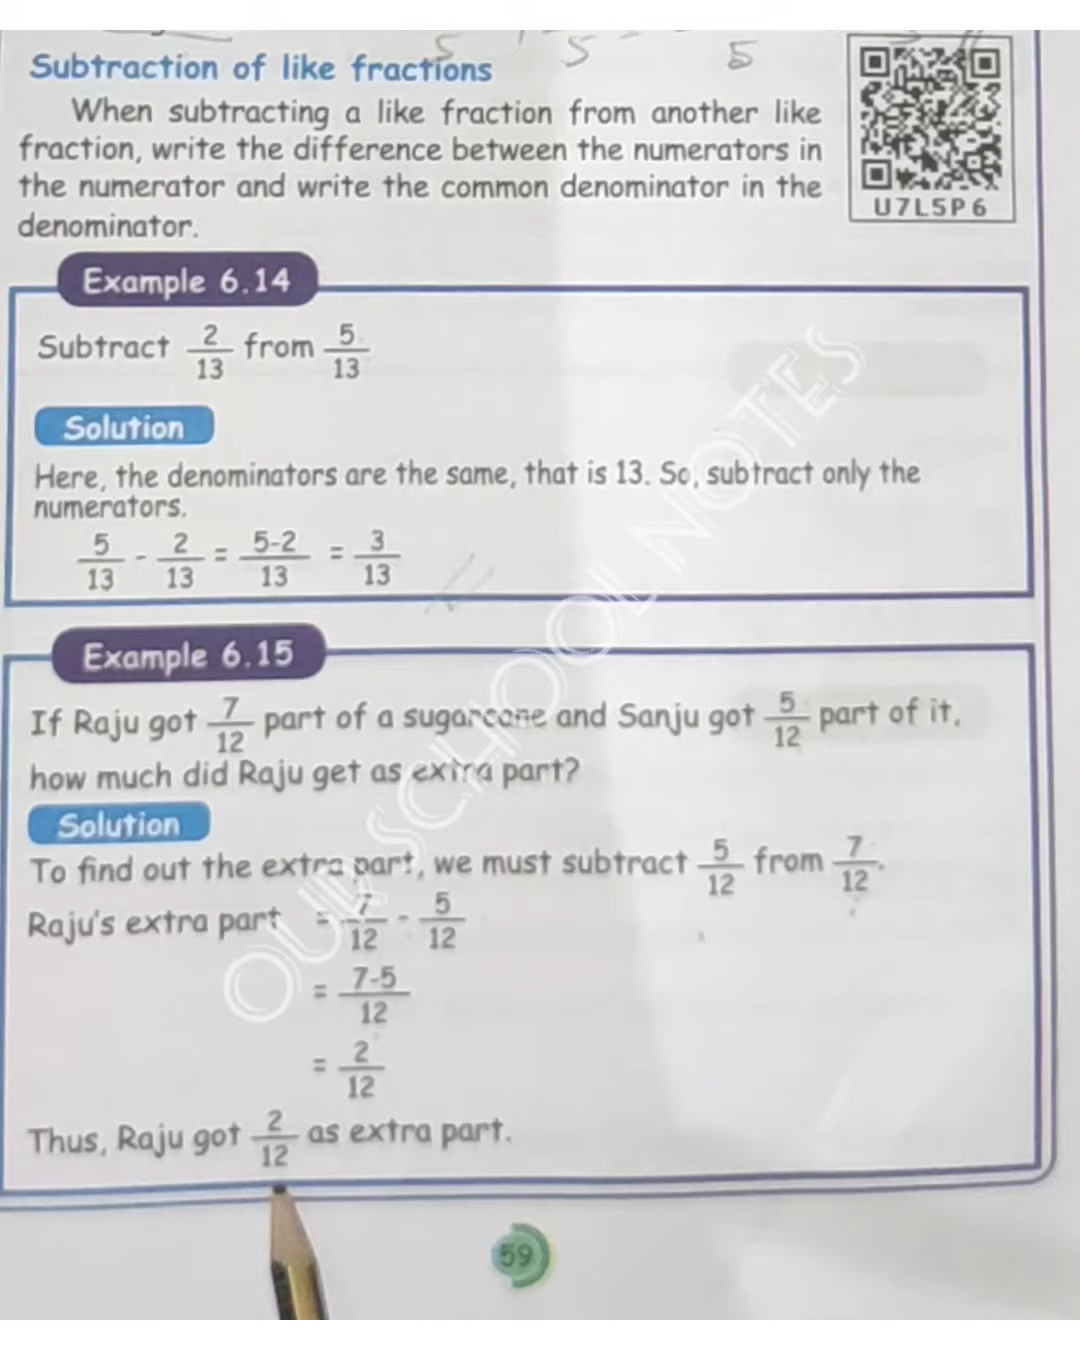 5 5 5
Subtraction of like fractions
When subtracting a like fraction from another like
fraction, write the difference between the numerators in
the numerator and write the common denominator in the
denominator.
U7L5P6
Example 6.14
Subtract 2/13 from 5/13
Solution
Here, the denominators are the same, that is 13. So, subtract only the
numerators.
5/13 - 2/13 = 5-2/13 = 3/13
Example 6.15
If Raju got 7/12 part of a sugarcane and Sanju got 5/12 part of it,
how much did Raju get as extra part?
Solution
To find out the extra part, we must subtract 5/12 from 7/12.
Raju's extra part = 7/12 - 5/12
= 7-5/12
= 2/12
Thus, Raju got 2/12 as extra part.
59
OUR SCHOOL NOTES